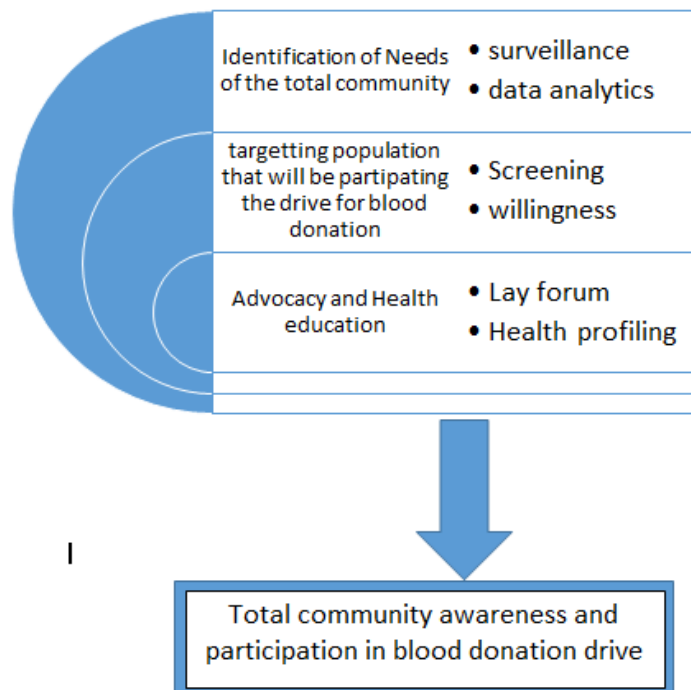 Identification of Needs
of the total community
• surveillance
• data analytics
targetting population
that will be partipating
the drive for blood
donation
• Screening
• willingness
Advocacy and Health
education
• Lay forum
• Health profiling
I
Total community awareness and
participation in blood donation drive